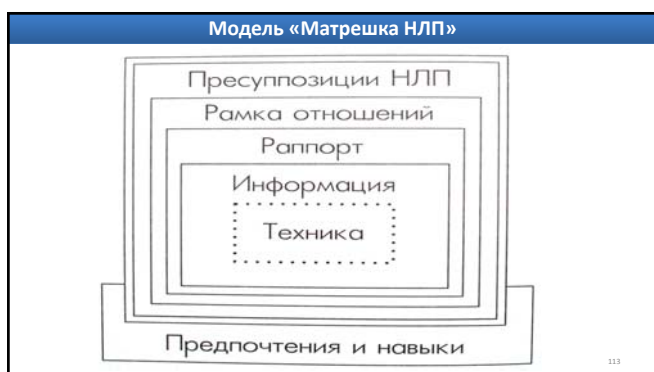 Модель «Матрешка НЛП»
Пресуппозиции НЛП
Рамка отношений
Раппорт
Информация
Техника
Предпочтения и навыки
113